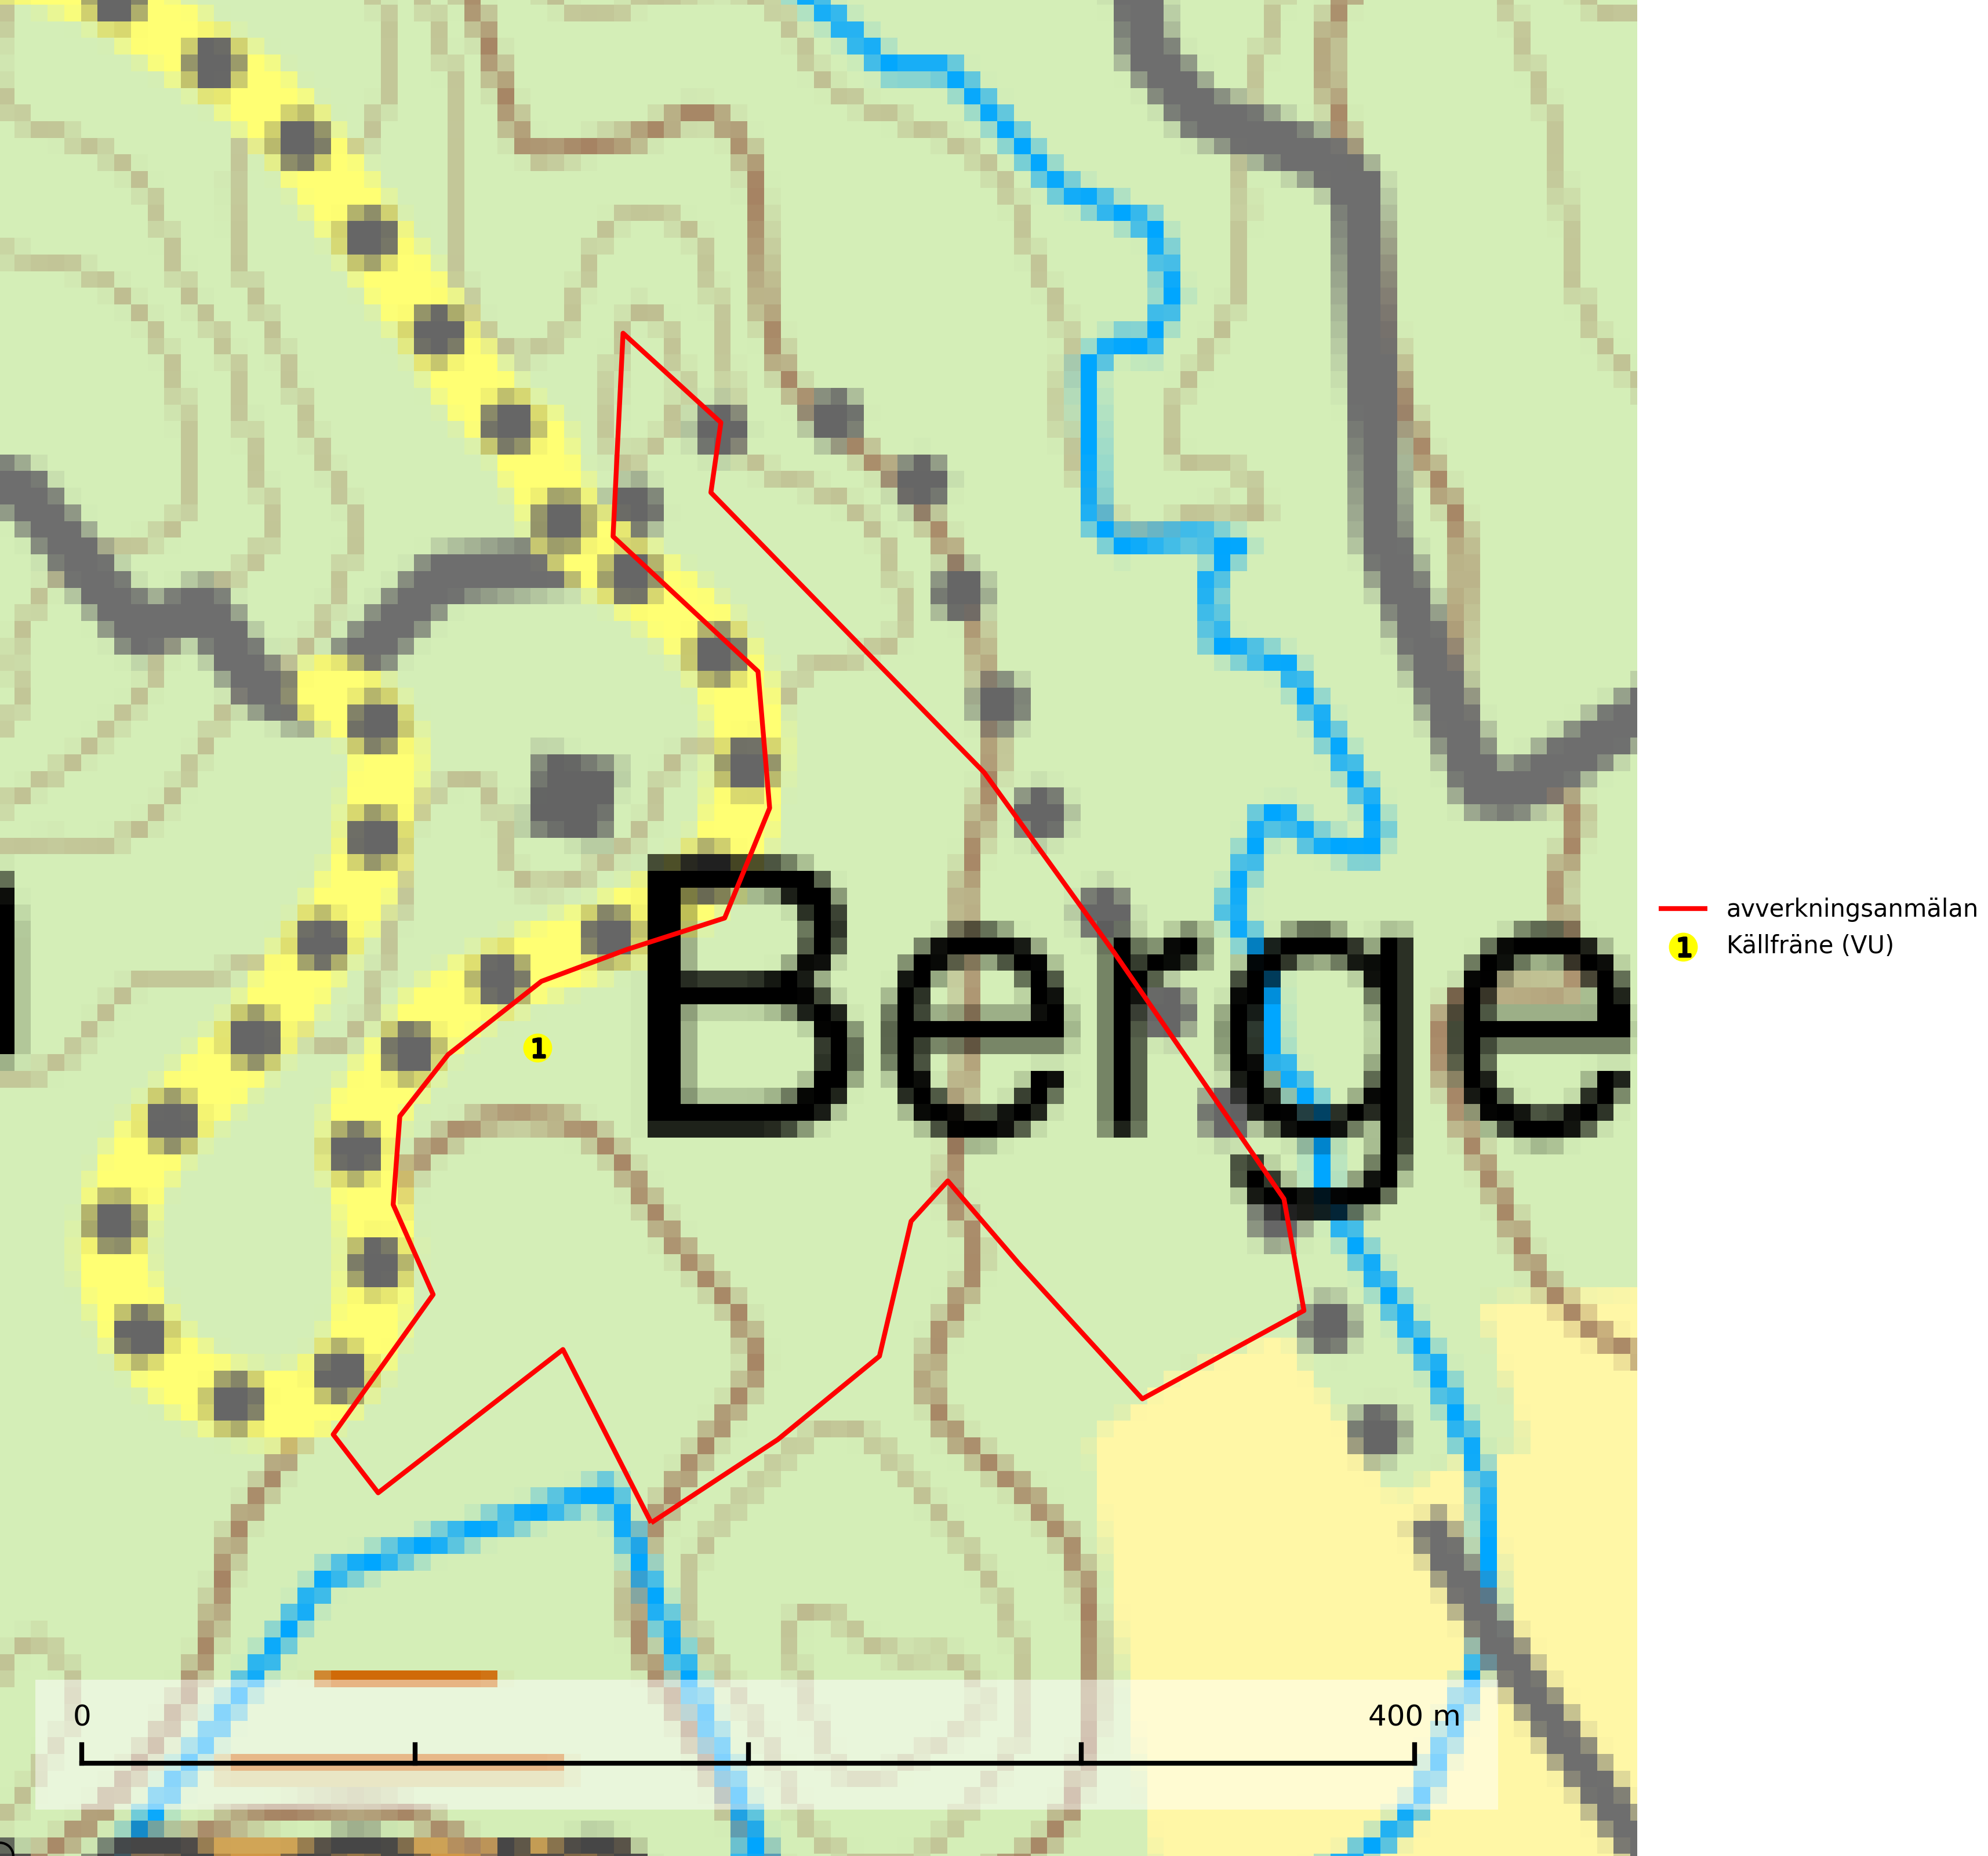 Berge
avverkningsanmälan
1 Källfräne (VU)
1
0 400 m